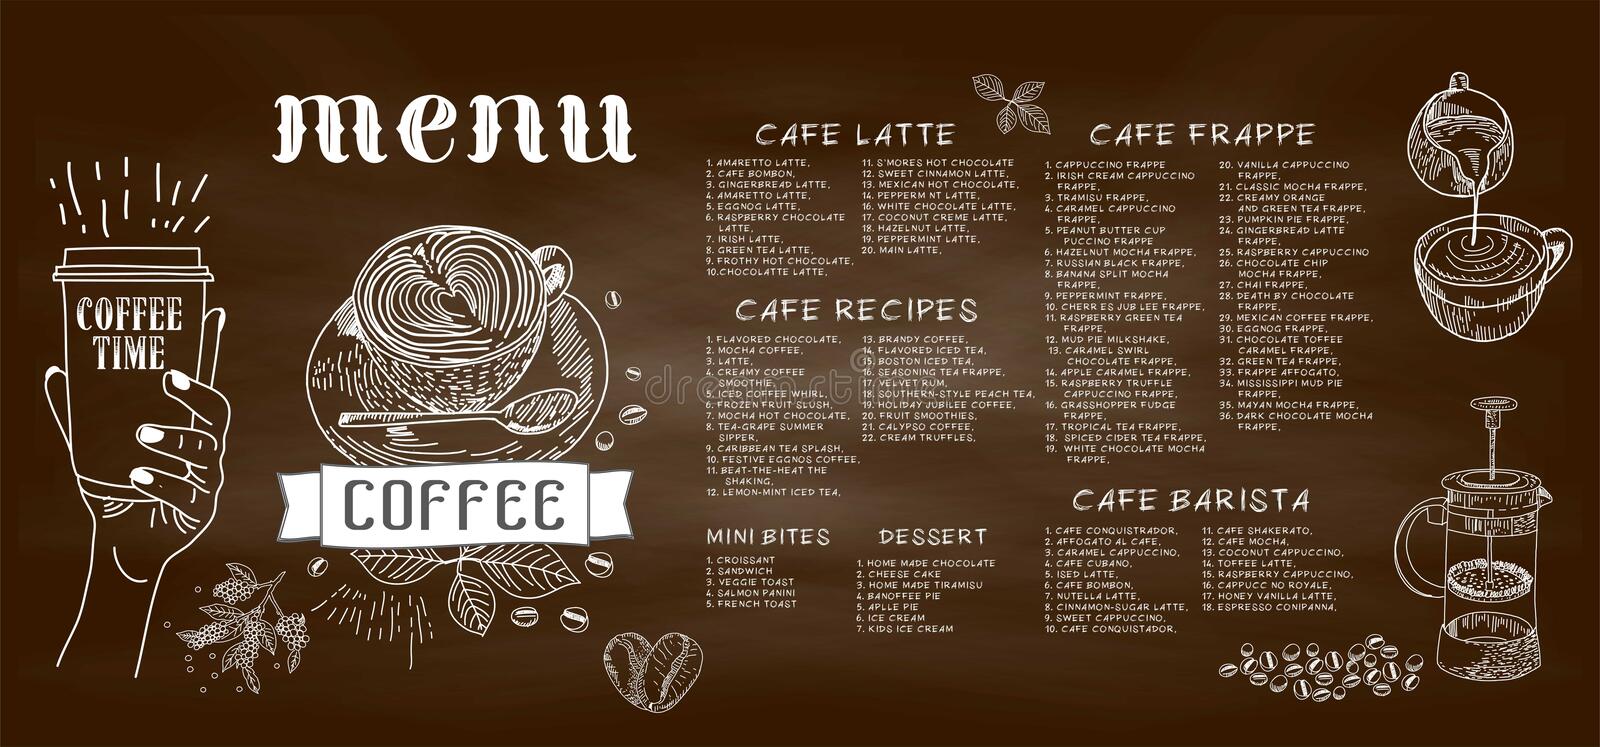 menu
COFFEE
TIME
COFFEE
CAFE LATTE
1. AMARETTO LATTE,
2. CAFE BOMBON,
3. GINGERBREAD LATTE,
4. AMARETTO LATTE,
5. EGGNOG LATTE,
6. RASPBERRY CHOCOLATE
LATTE,
7. IRISH LATTE,
8. GREEN TEA LATTE,
9. FROTHY HOT CHOCOLATE,
10.CHOCOLATTE LATTE,
11. S'MORES HOT CHOCOLATE
12. SWEET CINNAMON LATTE,
13. MEXICAN HOT CHOCOLATE,
14. PEPPERM NT LATTE,
16. WHITE CHOCOLATE LATTE,
17. COCONUT CREME LATTE,
18. HAZELNUT LATTE,
19. PEPPERMINT LATTE,
20. MAIN LATTE,
CAFE RECIPES
1. FLAVORED CHOCOLATE,
2. MOCHA COFFEE,
3. LATTE,
4. CREAMY COFFEE
SMOOTHIE,
5. ICED COFFEE WHIRL,
6. FROZEN FRUIT SLUSH,
7. MOCHA HOT CHOCOLATE,
8. TEA-GRAPE SUMMER
SIPPER,
9. CARIBBEAN TEA SPLASH,
10. FESTIVE EGGNOS COFFEE,
11. BEAT-THE-HEAT THE
SHAKING,
12. LEMON-MINT ICED TEA,
13. BRANDY COFFEE,
14. FLAVORED ICED TEA,
15. BOSTON ICED TEA,
16. SEASONING TEA FRAPPE,
17. VELVET RUM,
18. SOUTHERN-STYLE PEACH TEA,
19. HOLIDAY JUBILEE COFFEE,
20. FRUIT SMOOTHIES,
21. CALYPSO COFFEE,
22. CREAM TRUFFLES,
MINI BITES
1. CROISSANT
2. SANDWICH
3. VEGGIE TOAST
4. SALMON PANINI
5. FRENCH TOAST
DESSERT
1. HOME MADE CHOCOLATE
2. CHEESE CAKE
3. HOME MADE TIRAMISU
4. BANOFFEE PIE
5. APLLE PIE
6. ICE CREAM
7. KIDS ICE CREAM
CAFE FRAPPE
1. CAPPUCCINO FRAPPE
2. IRISH CREAM CAPPUCCINO
FRAPPE,
3. TRAMISU FRAPPE,
4. CARAMEL CAPPUCCINO
FRAPPE,
5. PEANUT BUTTER CUP
PUCCINO FRAPPE
6. HAZELNUT MOCHA FRAPPE,
7. RUSSIAN BLACK FRAPPE,
8. BANANA SPLIT MOCHA
FRAPPE,
9. PEPPERMINT FRAPPE,
10. CHERR ES JUB LEE FRAPPE,
11. RASPBERRY GREEN TEA
FRAPPE,
12. MUD PIE MILKSHAKE,
13. CARAMEL SWIRL
CHOCOLATE FRAPPE,
14. APPLE CARAMEL FRAPPE,
15. RASPBERRY TRUFFLE
CAPPUCCINO FRAPPE,
16. GRASSHOPPER FUDGE
FRAPPE,
17. TROPICAL TEA FRAPPE,
18. SPICED CIDER TEA FRAPPE,
19. WHITE CHOCOLATE MOCHA
FRAPPE,
20. VANILLA CAPPUCCINO
FRAPPE,
21. CLASSIC MOCHA FRAPPE,
22. CREAMY ORANGE
AND GREEN TEA FRAPPE,
23. PUMPKIN PIE FRAPPE,
24. GINGERBREAD LATTE
FRAPPE,
25. RASPBERRY CAPPUCCINO
26. CHOCOLATE CHIP
MOCHA FRAPPE,
27. CHAI FRAPPE,
28. DEATH BY CHOCOLATE
FRAPPE,
29. MEXICAN COFFEE FRAPPE,
30. EGGNOG FRAPPE,
31. CHOCOLATE TOFFEE
CARAMEL FRAPPE,
32. GREEN TEA FRAPPE,
33. FRAPPE AFFOGATO,
34. MISSISSIPPI MUD PIE
FRAPPE,
35. MAYAN MOCHA FRAPPE,
36. DARK CHOCOLATE MOCHA
FRAPPE,
CAFE BARISTA
1. CAFE CONQUISTRADOR,
2. AFFOGATO AL CAFE,
3. CARAMEL CAPPUCCINO,
4. CAFE CUBANO,
5. ISED LATTE,
6. CAFE BOMBON,
7. NUTELLA LATTE,
8. CINNAMON-SUGAR LATTE,
9. SWEET CAPPUCCINO,
10. CAFE CONQUISTADOR,
11. CAFE SHAKERATO,
12. CAFE MOCHA,
13. COCONUT CAPPUCCINO,
14. TOFFEE LATTE,
15. RASPBERRY CAPPUCCINO,
16. CAPPUCC NO ROYALE,
17. HONEY VANILLA LATTE,
18. ESPRESSO CONIPANNA,
dreamstime.com